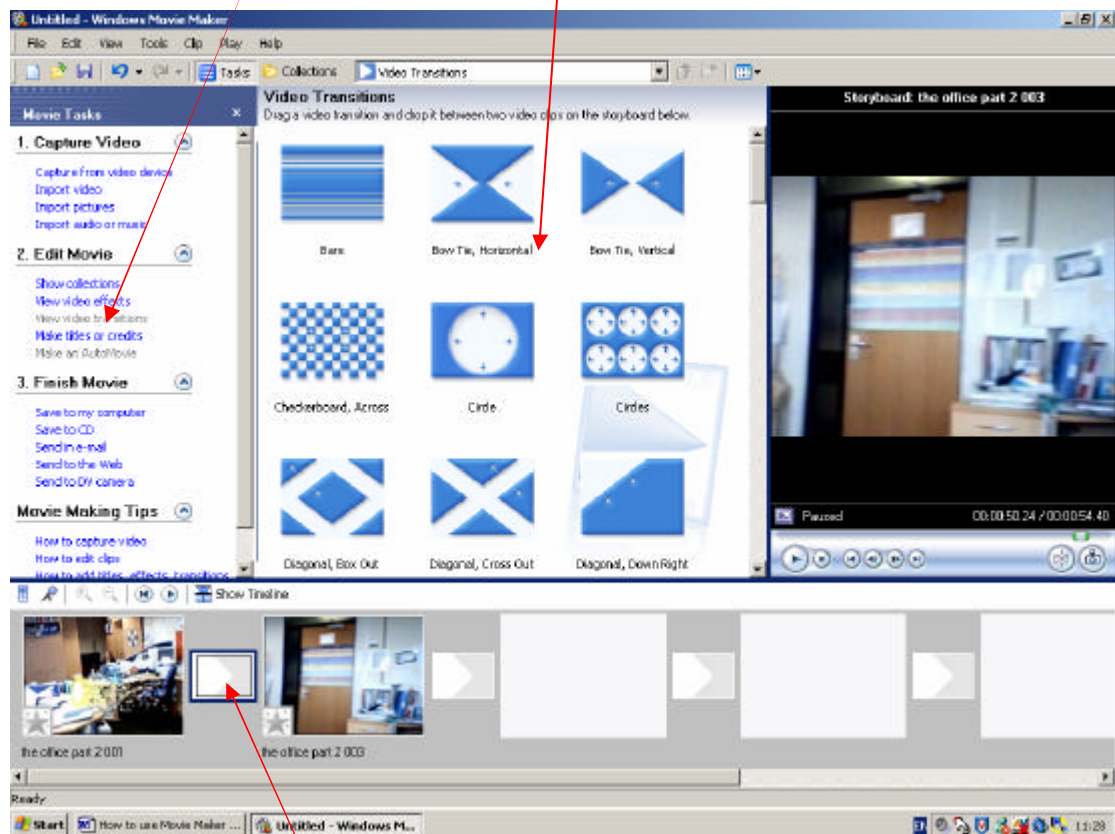 Untitled - Windows Movie Maker
File Edit View Tools Clip Play Help
Tasks Collections Video Transitions
Movie Tasks
Video Transitions
Drag a video transition and drop it between two video clips on the storyboard below.
Storyboard: the office part 2 003
1. Capture Video
Capture from video device
Import video
Import pictures
Import audio or music
2. Edit Movie
Show collections
View video effects
View video transitions
Make titles or credits
Make an AutoMovie
3. Finish Movie
Save to my computer
Save to CD
Send in e-mail
Send to the Web
Send to DV camera
Movie Making Tips
How to capture video
How to edit clips
How to add titles, effects, transitions
Bars
Bow Tie, Horizontal
Bow Tie, Vertical
Checkerboard, Across
Circle
Circles
Diagonal, Box Out
Diagonal, Cross Out
Diagonal, Down Right
Paused 00:00:50.24 / 00:00:54.40
Show Timeline
the office part 2 001
the office part 2 003
Ready
Start How to use Movie Maker ... Untitled - Windows M... 11:28